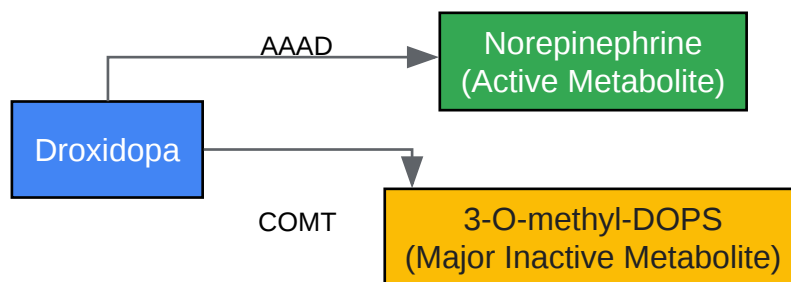 AAAD
Norepinephrine
(Active Metabolite)
Droxidopa
COMT
3-O-methyl-DOPS
(Major Inactive Metabolite)